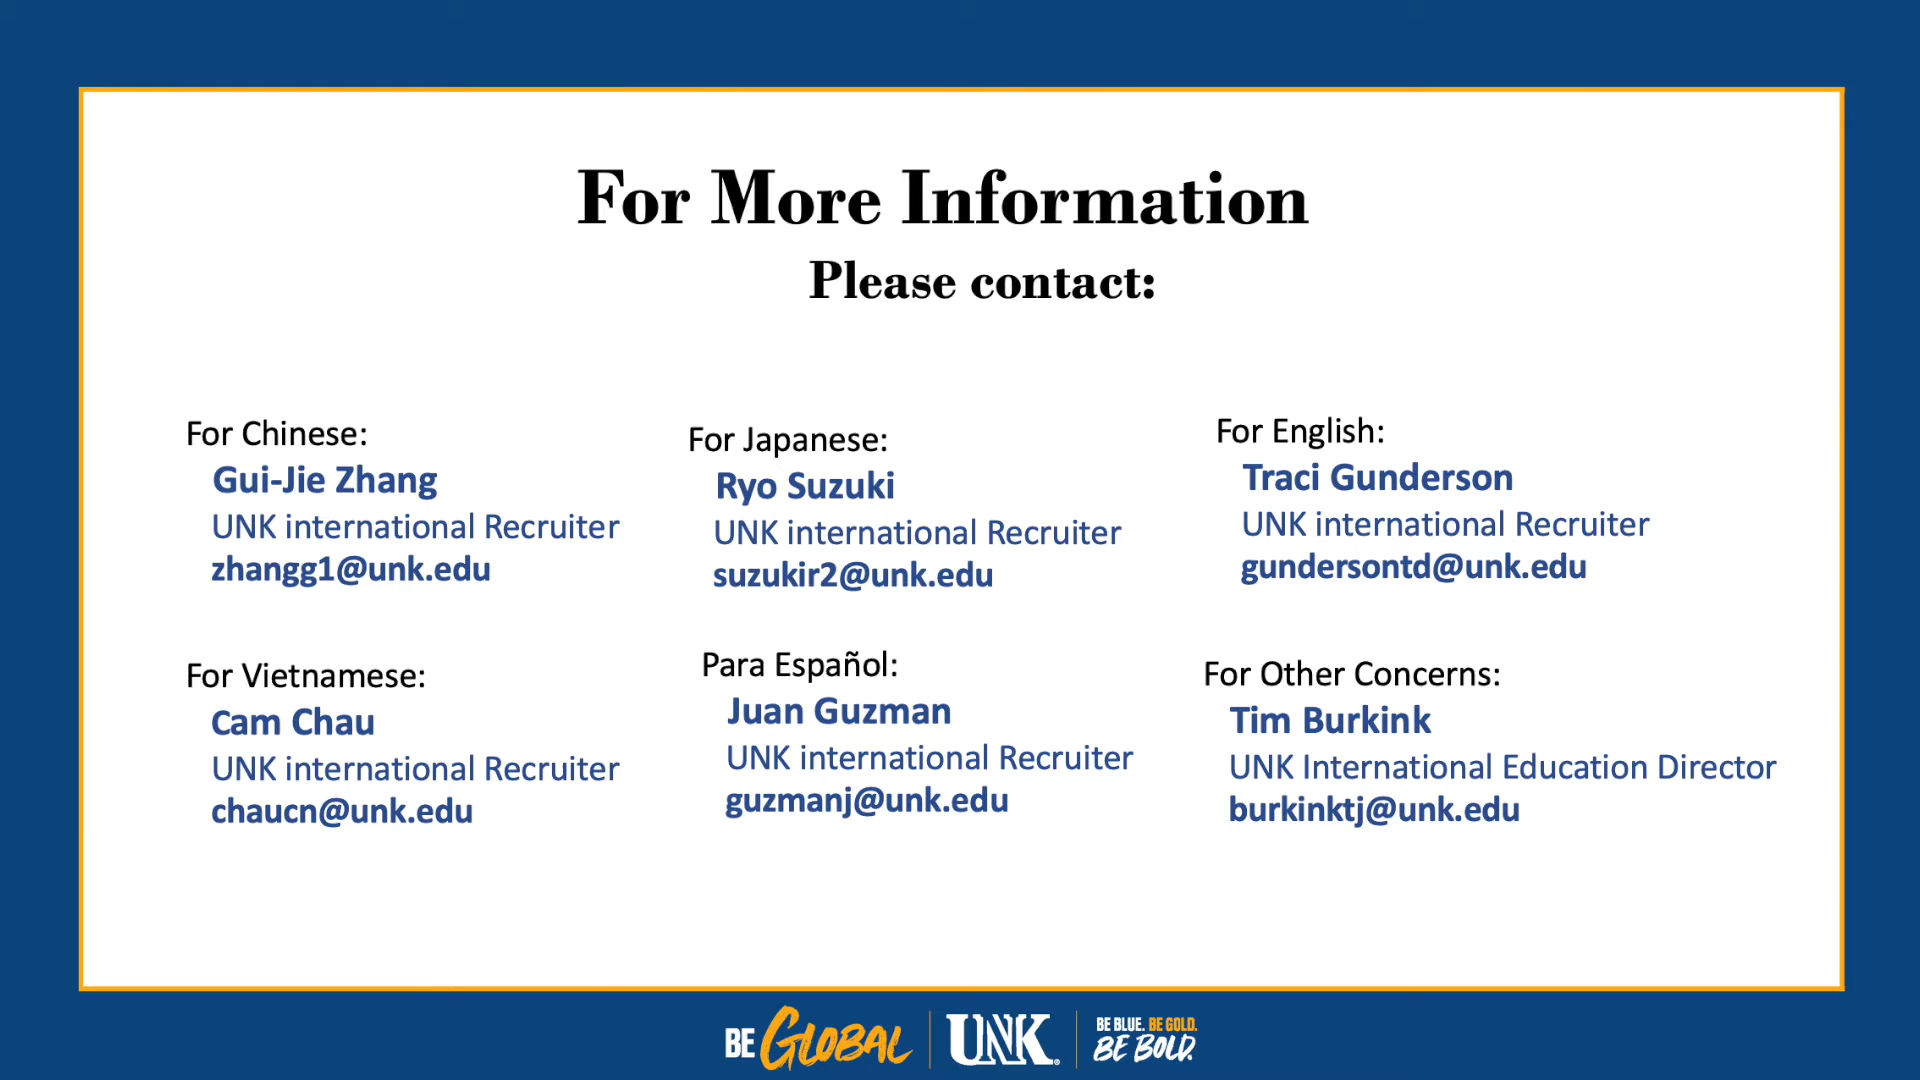 For More Information
Please contact:
For Chinese:
Gui-Jie Zhang
UNK international Recruiter
zhangg1@unk.edu
For Japanese:
Ryo Suzuki
UNK international Recruiter
suzukir2@unk.edu
For English:
Traci Gunderson
UNK international Recruiter
gundersontd@unk.edu
For Vietnamese:
Cam Chau
UNK international Recruiter
chaucn@unk.edu
Para Español:
Juan Guzman
UNK international Recruiter
guzmanj@unk.edu
For Other Concerns:
Tim Burkink
UNK International Education Director
burkinktj@unk.edu
BE GLOBAL
UNK®
BE BLUE. BE GOLD.
BE BOLD.